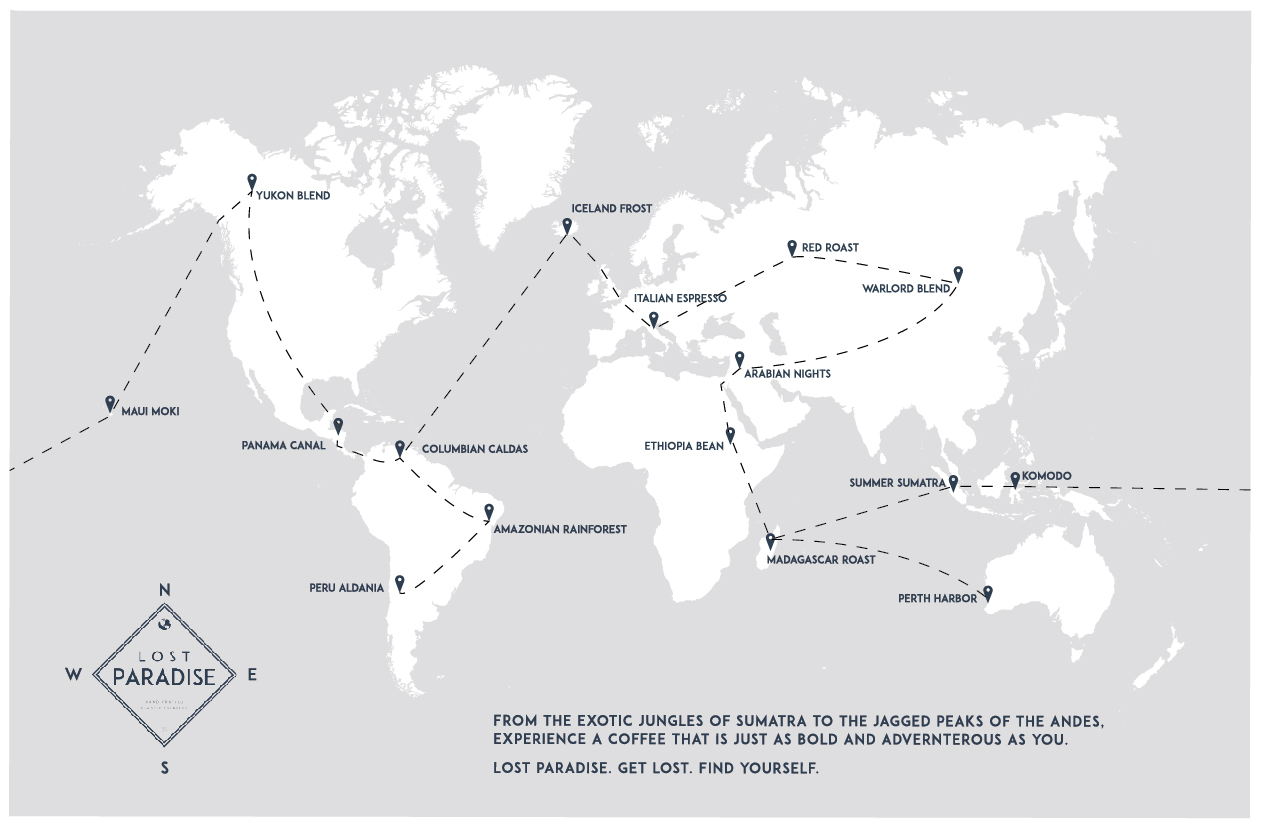 YUKON BLEND
ICELAND FROST
RED ROAST
WARLORD BLEND
ITALIAN ESPRESSO
ARABIAN NIGHTS
MAUI MOKI
PANAMA CANAL
COLUMBIAN CALDAS
ETHIOPIA BEAN
SUMMER SUMATRA
KOMODO
AMAZONIAN RAINFOREST
MADAGASCAR ROAST
PERU ALDANIA
PERTH HARBOR
N
W
E
S
LOST
PARADISE
FROM THE EXOTIC JUNGLES OF SUMATRA TO THE JAGGED PEAKS OF THE ANDES,
EXPERIENCE A COFFEE THAT IS JUST AS BOLD AND ADVERNTEROUS AS YOU.
LOST PARADISE. GET LOST. FIND YOURSELF.